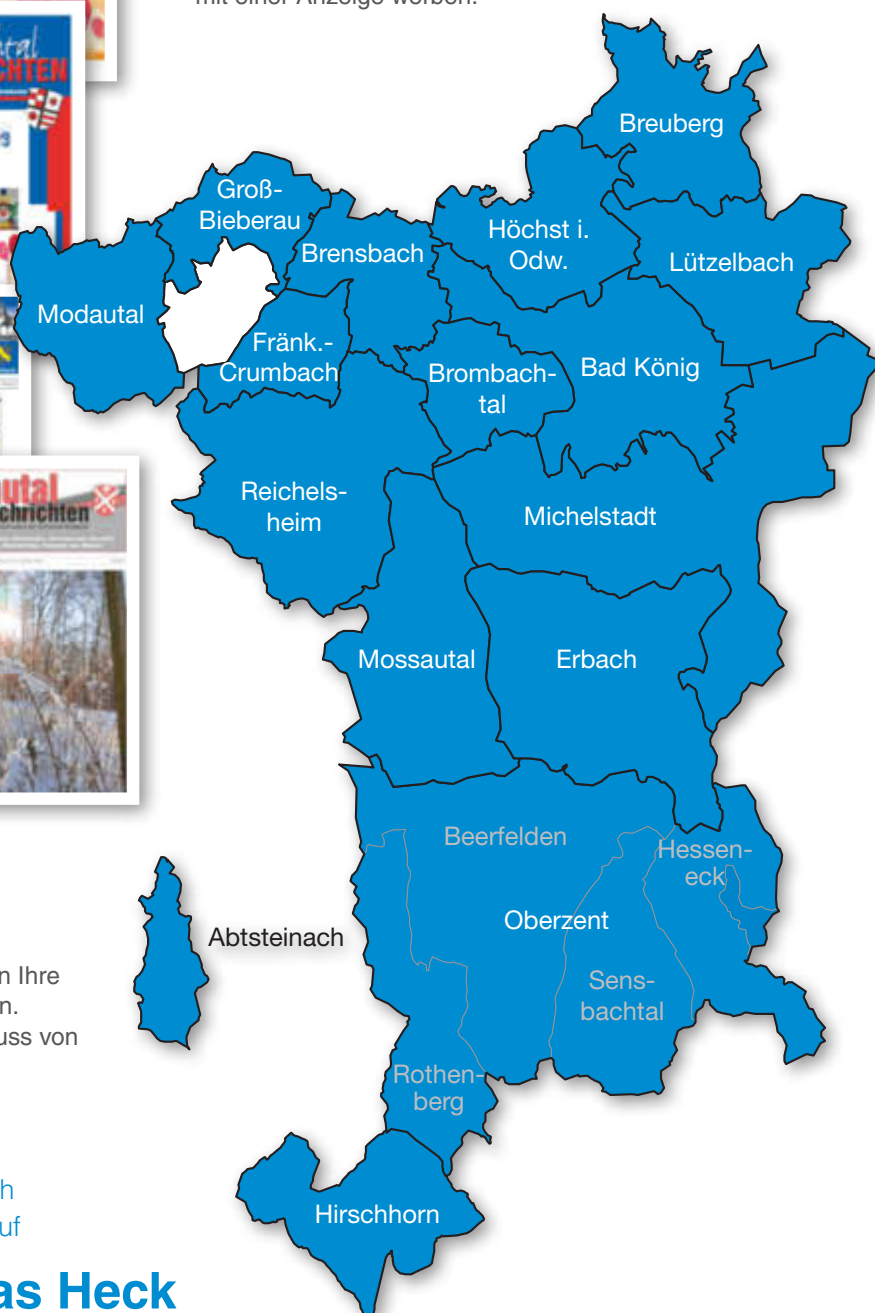 mit einer Anzeige werben.
Breuberg
Groß-
Bieberau
Höchst i.
Odw.
Brensbach
Lützelbach
Modautal
Fränk.-
Crumbach
Brombach-
tal
Bad König
Reichels-
heim
Michelstadt
Mossautal
Erbach
Beerfelden
Hessen-
eck
Oberzent
Abtsteinach
Sens-
bachtal
Rothen-
berg
Hirschhorn
utal
chrichten
n Ihre
n.
uss von
h
uf
as Heck